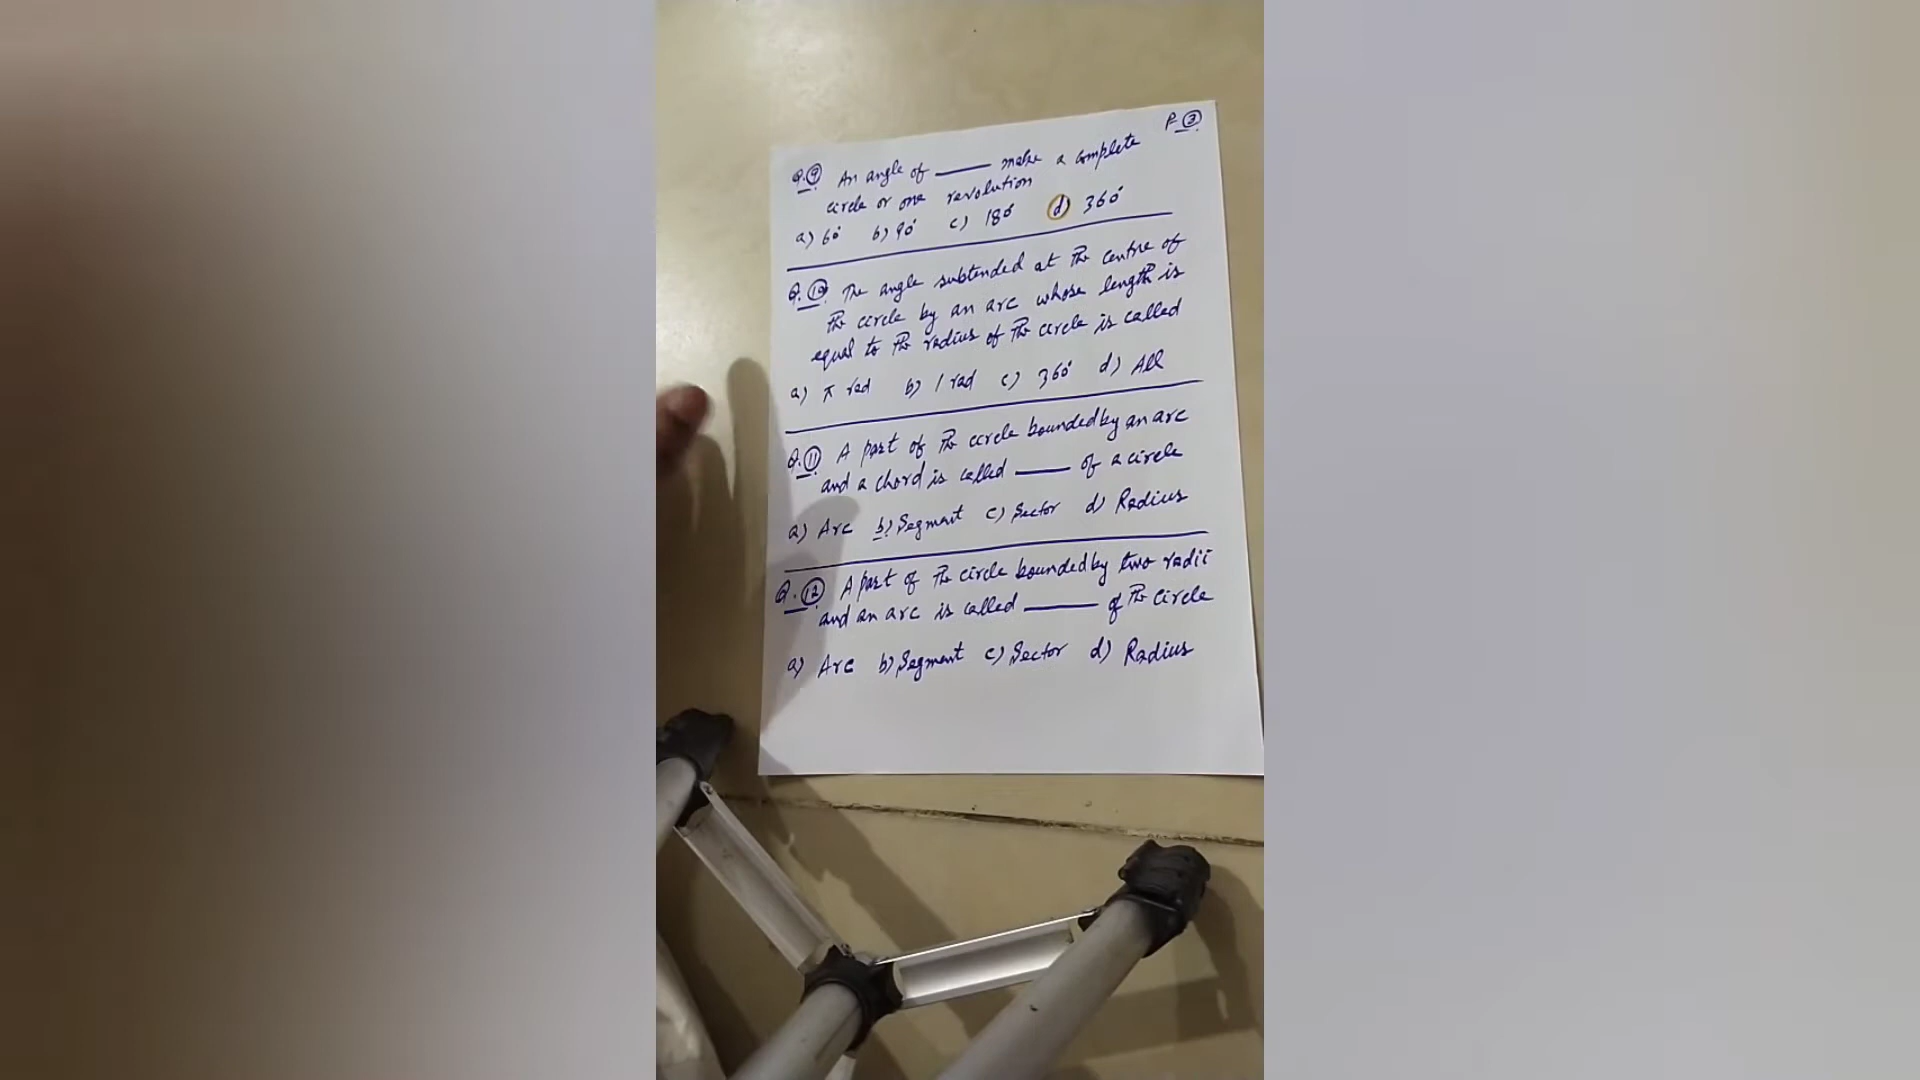 P-3
Q.9 An angle of ____ make a complete
circle or one revolution
a) 60° b) 90° c) 180° d) 360°
Q.10. The angle subtended at the centre of
the circle by an arc whose length is
equal to the radius of the circle is called
a) π rad b) 1 rad c) 360° d) All
Q.11. A part of the circle bounded by an arc
and a chord is called ____ of a circle
a) Arc b) Segment c) Sector d) Radius
Q.12. A part of the circle bounded by two radii
and an arc is called ____ of the circle
a) Arc b) Segment c) Sector d) Radius